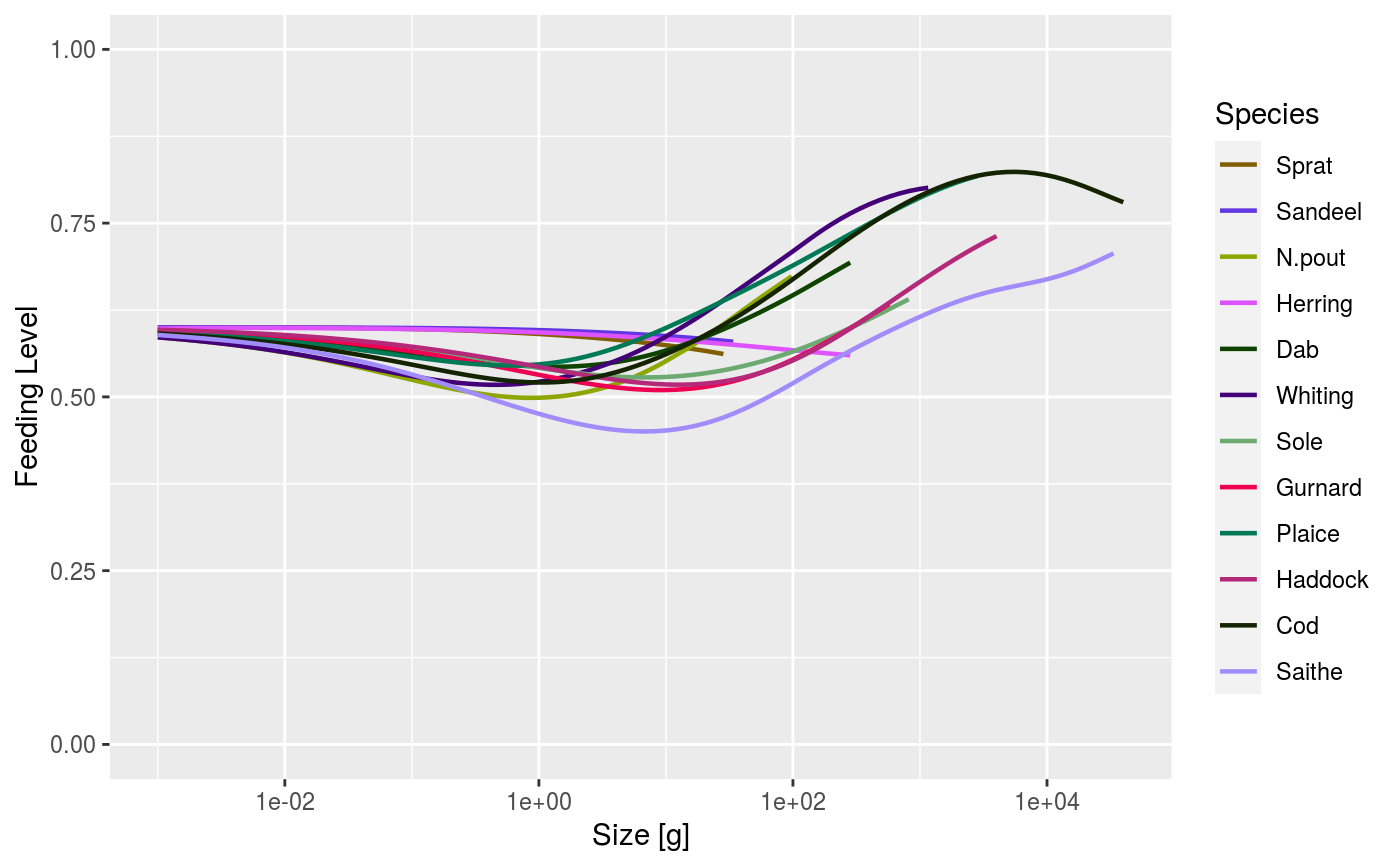 1.00
0.75
0.50
0.25
0.00
Feeding Level
1e-02
1e+00
1e+02
1e+04
Size [g]
Species
Sprat
Sandeel
N.pout
Herring
Dab
Whiting
Sole
Gurnard
Plaice
Haddock
Cod
Saithe